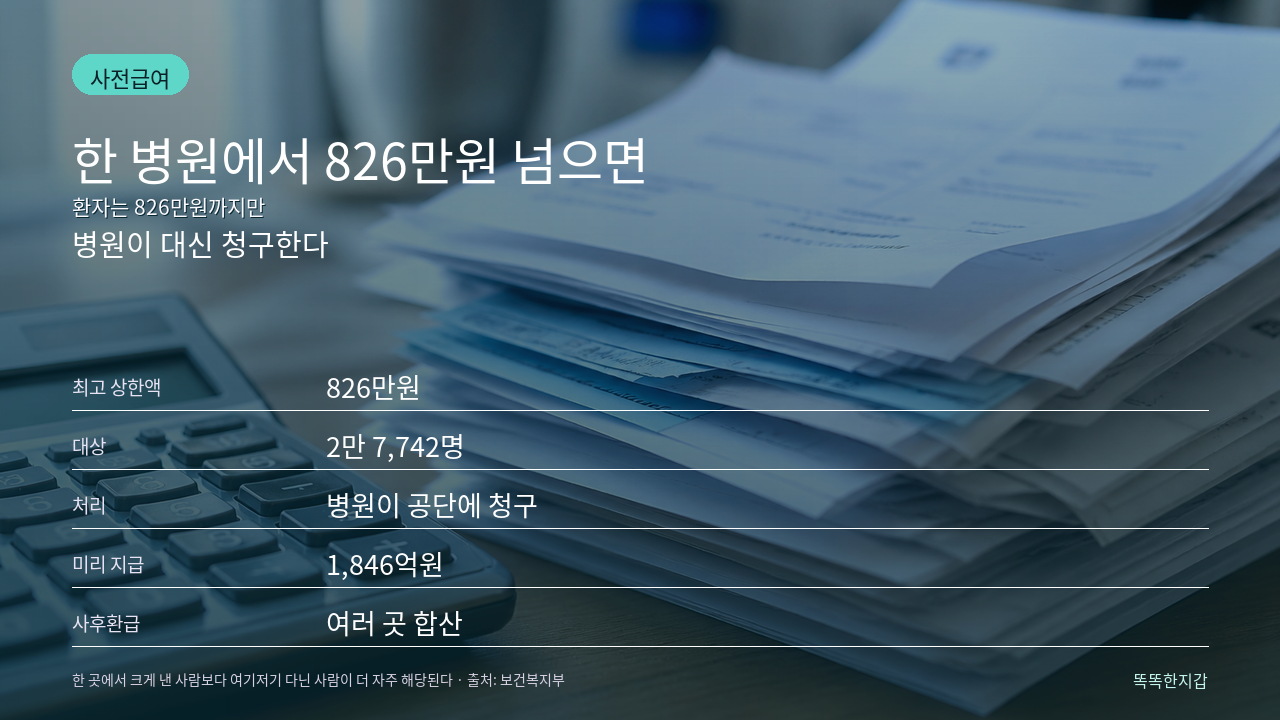 사전급여
한 병원에서 826만원 넘으면
환자는 826만원까지만
병원이 대신 청구한다
최고 상한액 826만원
대상 2만 7,742명
처리 병원이 공단에 청구
미리 지급 1,846억원
사후환급 여러 곳 합산
한 곳에서 크게 낸 사람보다 여기저기 다닌 사람이 더 자주 해당된다 · 출처: 보건복지부
똑똑한지갑